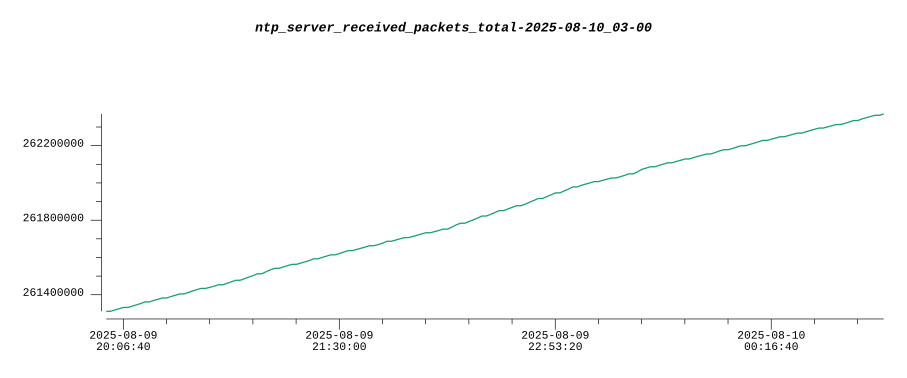 ntp_server_received_packets_total-2025-08-10_03-00
262200000
261800000
261400000
2025-08-09 2025-08-09 2025-08-09 2025-08-10
20:06:40 21:30:00 22:53:20 00:16:40